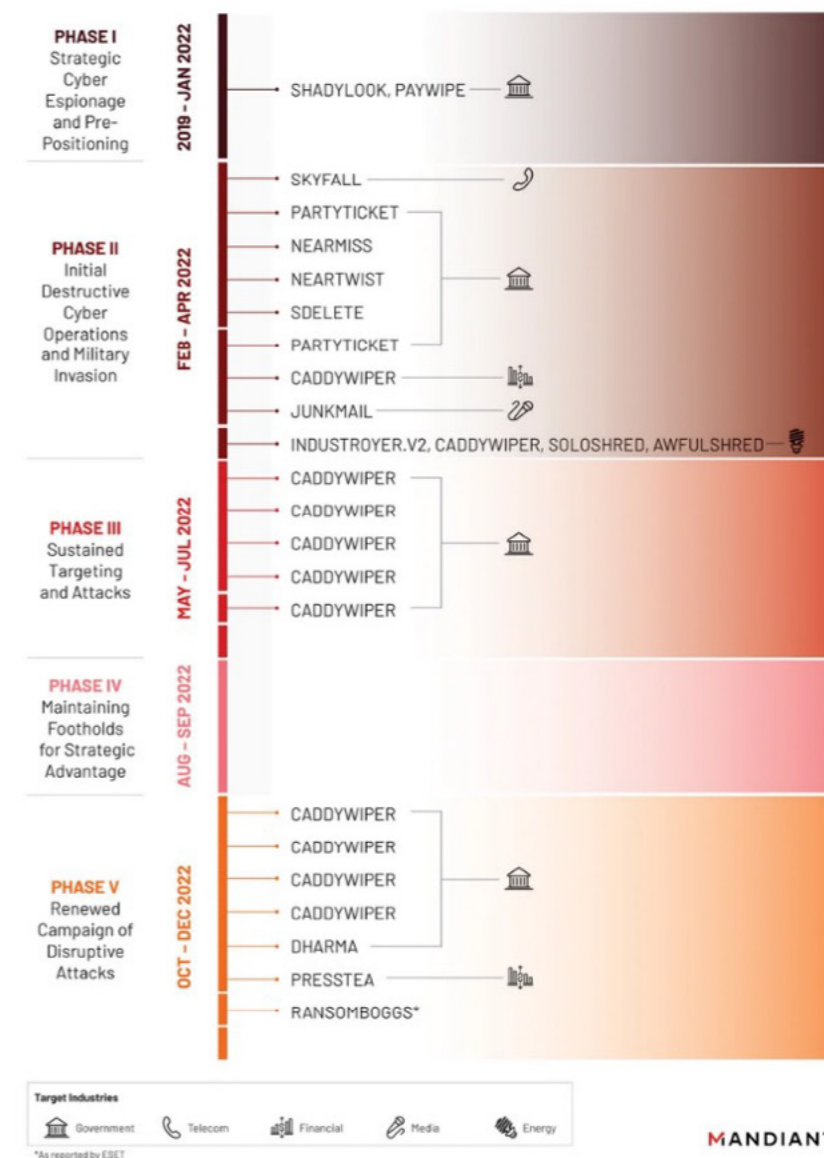 PHASE I
Strategic
Cyber
Espionage
and Pre-
Positioning
2019 – JAN 2022
SHADYLOOK, PAYWIPE
PHASE II
Initial
Destructive
Cyber
Operations
and Military
Invasion
FEB – APR 2022
SKYFALL
PARTYTICKET
NEARMISS
NEARTWIST
SDELETE
PARTYTICKET
CADDYWIPER
JUNKMAIL
INDUSTROYER.V2, CADDYWIPER, SOLOSHRED, AWFULSHRED
PHASE III
Sustained
Targeting
and Attacks
MAY – JUL 2022
CADDYWIPER
CADDYWIPER
CADDYWIPER
CADDYWIPER
CADDYWIPER
PHASE IV
Maintaining
Footholds
for Strategic
Advantage
AUG – SEP 2022
PHASE V
Renewed
Campaign of
Disruptive
Attacks
OCT – DEC 2022
CADDYWIPER
CADDYWIPER
CADDYWIPER
CADDYWIPER
DHARMA
PRESSTEA
RANSOMBOGGS*
Target Industries
Government Telecom Financial Media Energy
*As reported by ESET
MANDIANT